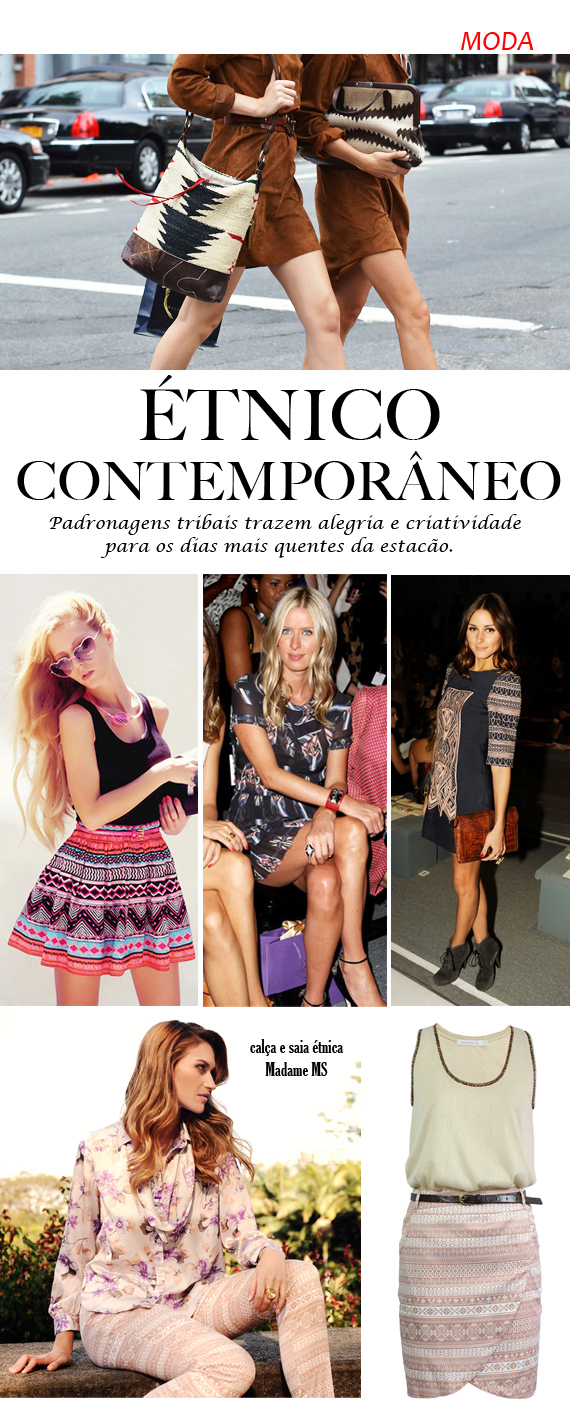 MODA
ÉTNICO
CONTEMPORÂNEO
Padronagens tribais trazem alegria e criatividade
para os dias mais quentes da estacão.
calça e saia étnica
Madame MS